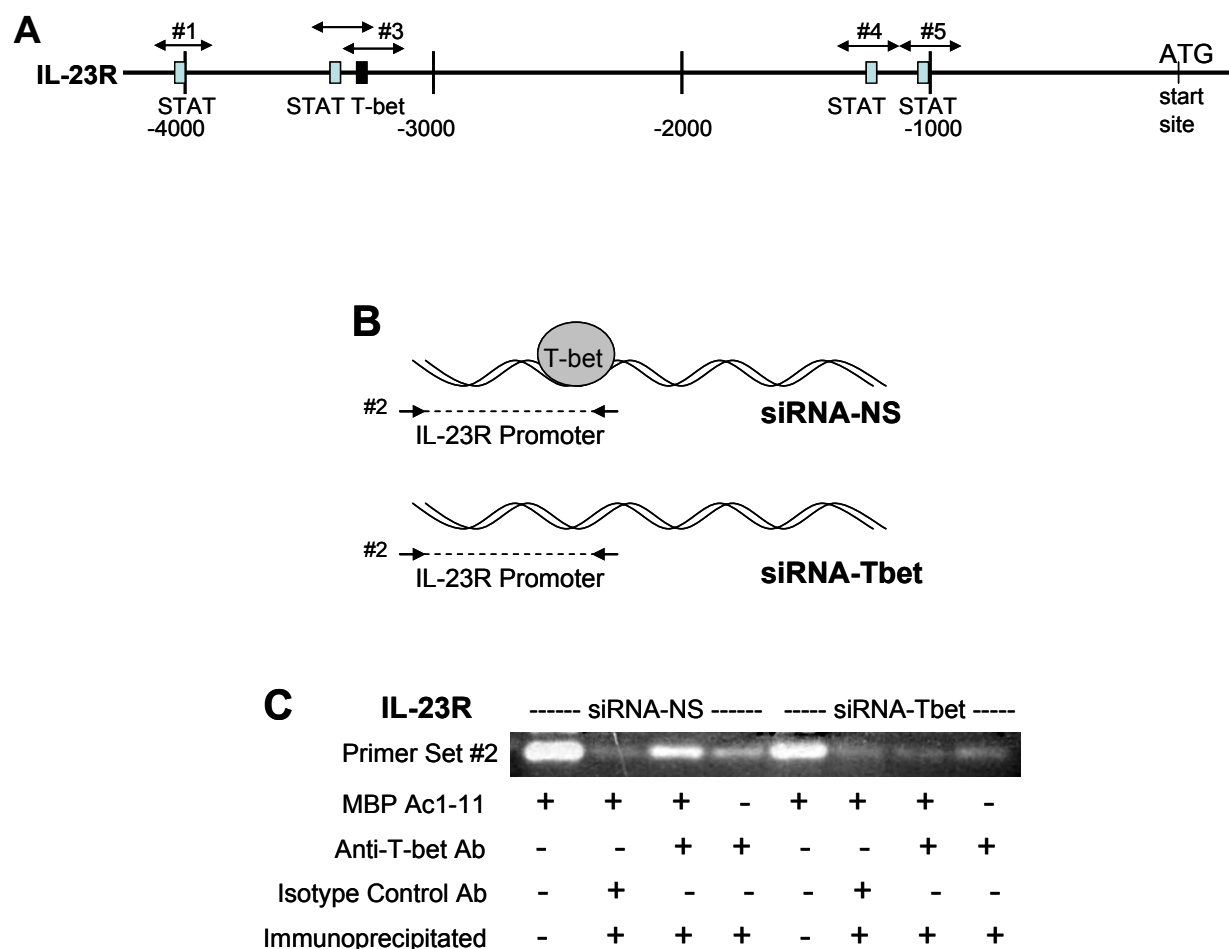 A
#1
#3
#4
#5
ATG
IL-23R
STAT
STAT T-bet
STAT
STAT
start
site
-4000
-3000
-2000
-1000
B
T-bet
#2
siRNA-NS
IL-23R Promoter
#2
siRNA-Tbet
IL-23R Promoter
C
IL-23R ------ siRNA-NS ------ ----- siRNA-Tbet -----
Primer Set #2
MBP Ac1-11 + + + - + + + -
Anti-T-bet Ab - - + + - - + +
Isotype Control Ab - + - - - + - -
Immunoprecipitated - + + + - + + +